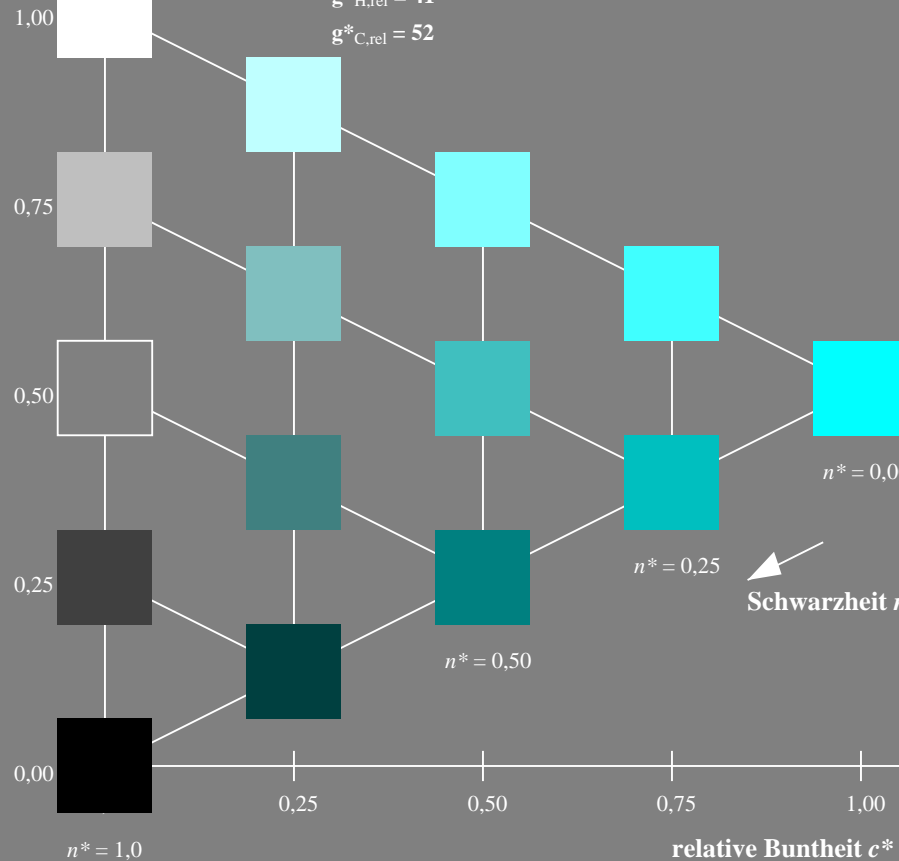 1,00
g*C,rel = 52
0,75
0,50
n* = 0,0
n* = 0,25
0,25
Schwarzheit
n* = 0,50
0,00
0,25 0,50 0,75 1,00
n* = 1,0
relative Buntheit c*